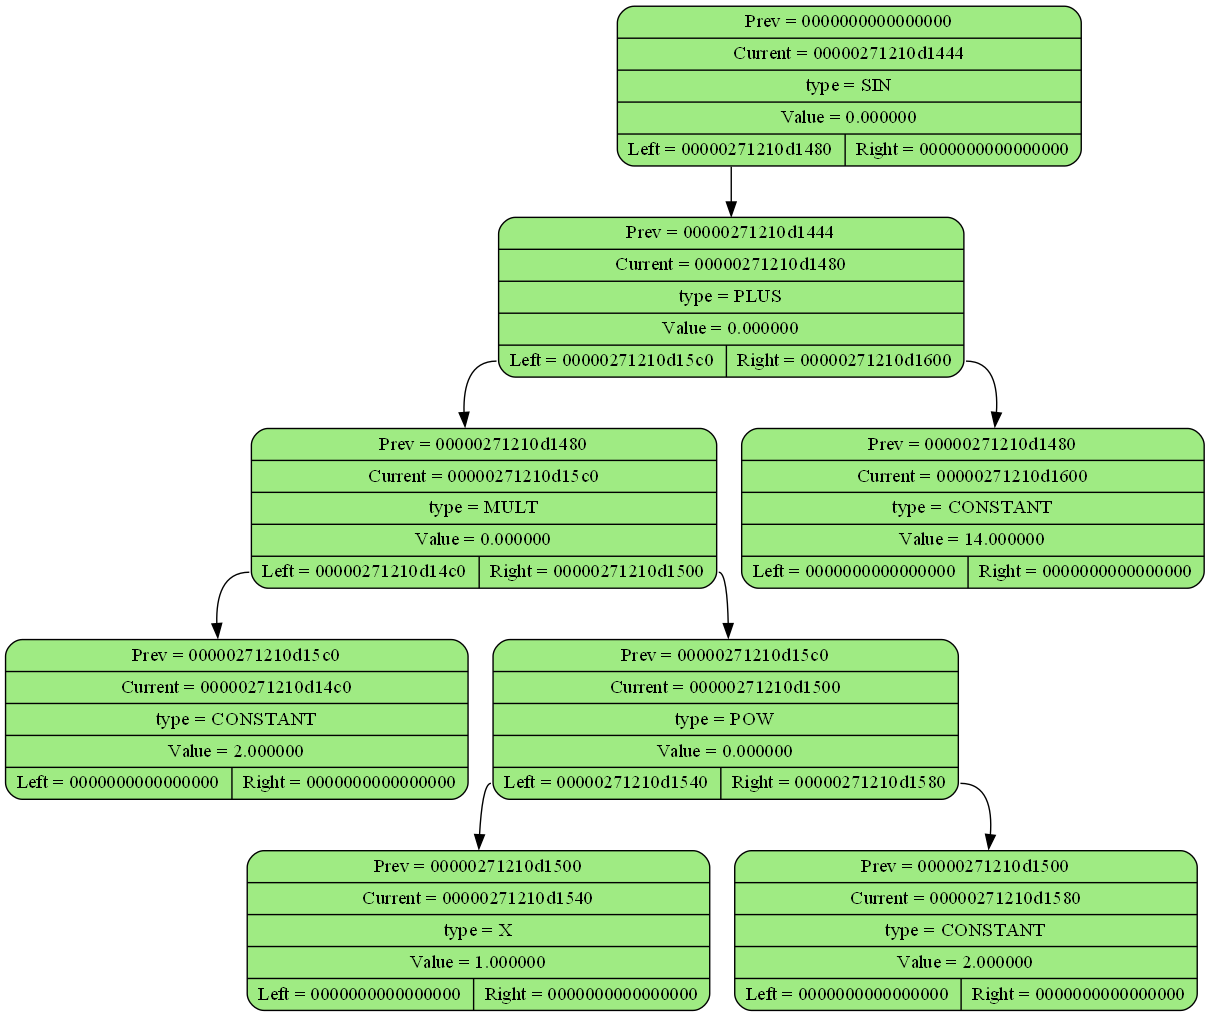 Prev = 0000000000000000
Current = 00000271210d1444
type = SIN
Value = 0.000000
Left = 00000271210d1480 Right = 0000000000000000
Prev = 00000271210d1444
Current = 00000271210d1480
type = PLUS
Value = 0.000000
Left = 00000271210d15c0 Right = 00000271210d1600
Prev = 00000271210d1480
Current = 00000271210d15c0
type = MULT
Value = 0.000000
Left = 00000271210d14c0 Right = 00000271210d1500
Prev = 00000271210d1480
Current = 00000271210d1600
type = CONSTANT
Value = 14.000000
Left = 0000000000000000 Right = 0000000000000000
Prev = 00000271210d15c0
Current = 00000271210d14c0
type = CONSTANT
Value = 2.000000
Left = 0000000000000000 Right = 0000000000000000
Prev = 00000271210d15c0
Current = 00000271210d1500
type = POW
Value = 0.000000
Left = 00000271210d1540 Right = 00000271210d1580
Prev = 00000271210d1500
Current = 00000271210d1540
type = X
Value = 1.000000
Left = 0000000000000000 Right = 0000000000000000
Prev = 00000271210d1500
Current = 00000271210d1580
type = CONSTANT
Value = 2.000000
Left = 0000000000000000 Right = 0000000000000000